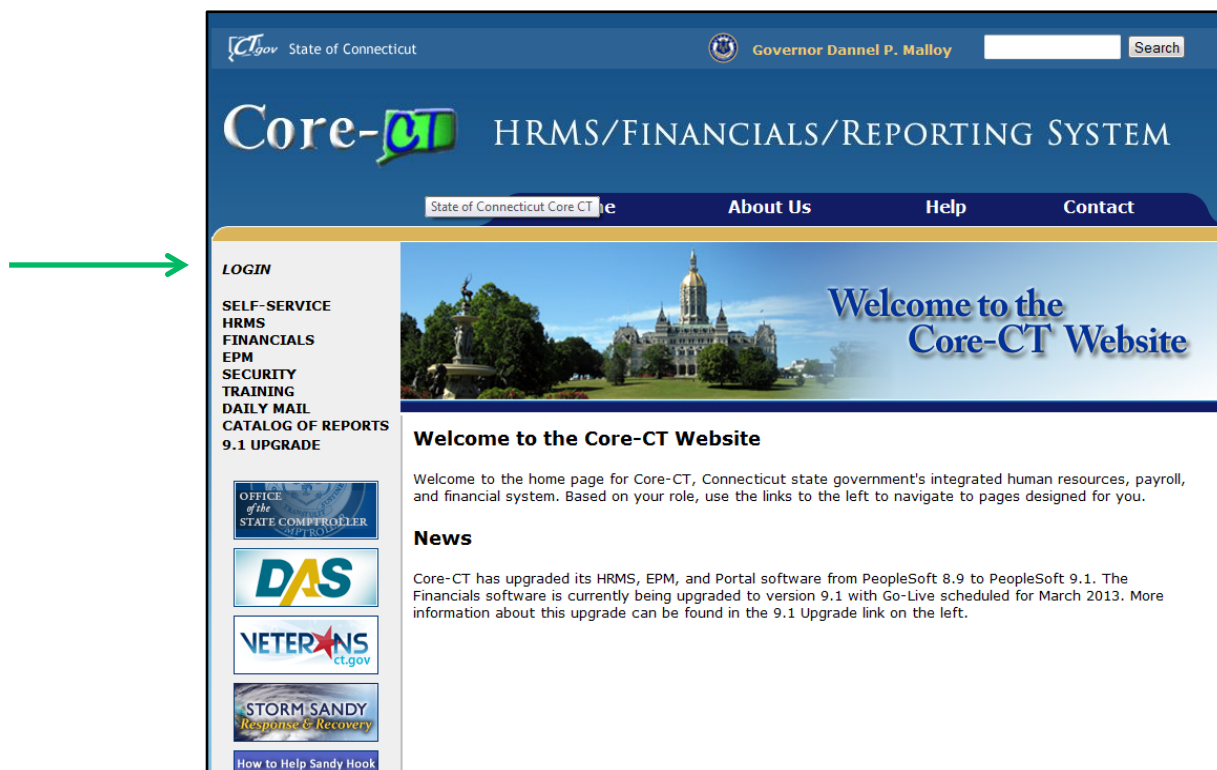 CT.gov State of Connecticut
Governor Dannel P. Malloy
Search
Core-CT HRMS/FINANCIALS/REPORTING SYSTEM
State of Connecticut Core CT
About Us
Help
Contact
LOGIN
SELF-SERVICE
HRMS
FINANCIALS
EPM
SECURITY
TRAINING
DAILY MAIL
CATALOG OF REPORTS
9.1 UPGRADE
OFFICE
of the
STATE COMPTROLLER
DAS
VETERANS
ct.gov
STORM SANDY
Response & Recovery
How to Help Sandy Hook
Welcome to the
Core-CT Website
Welcome to the Core-CT Website
Welcome to the home page for Core-CT, Connecticut state government's integrated human resources, payroll,
and financial system. Based on your role, use the links to the left to navigate to pages designed for you.
News
Core-CT has upgraded its HRMS, EPM, and Portal software from PeopleSoft 8.9 to PeopleSoft 9.1. The
Financials software is currently being upgraded to version 9.1 with Go-Live scheduled for March 2013. More
information about this upgrade can be found in the 9.1 Upgrade link on the left.